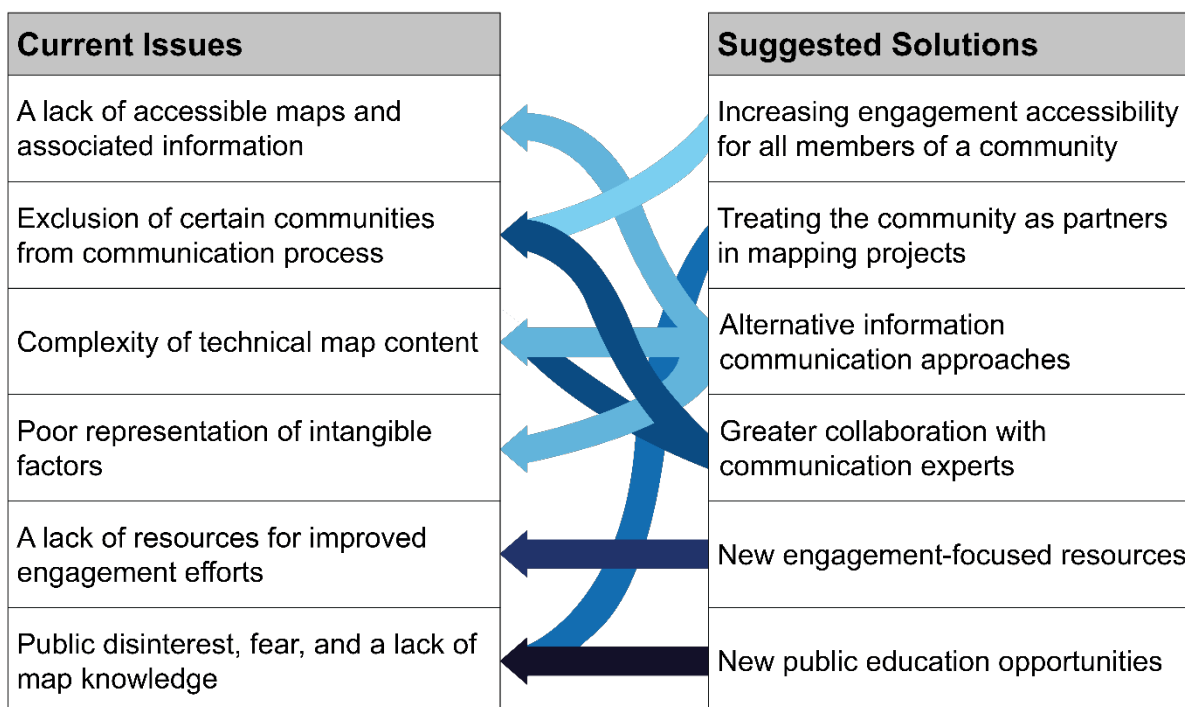 Current Issues
A lack of accessible maps and
associated information
Exclusion of certain communities
from communication process
Complexity of technical map content
Poor representation of intangible
factors
A lack of resources for improved
engagement efforts
Public disinterest, fear, and a lack of
map knowledge
Suggested Solutions
Increasing engagement accessibility
for all members of a community
Treating the community as partners
in mapping projects
Alternative information
communication approaches
Greater collaboration with
communication experts
New engagement-focused resources
New public education opportunities